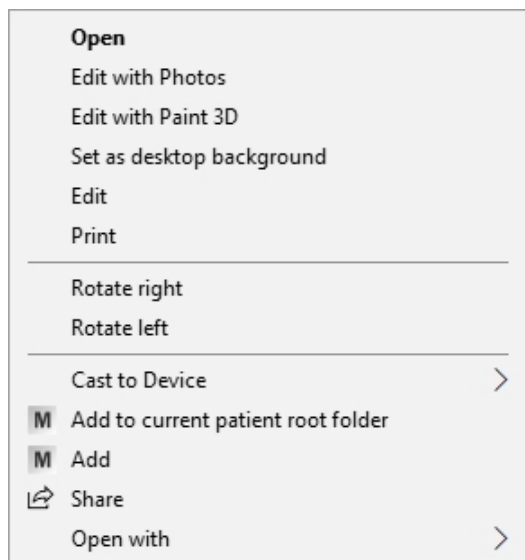 Open
Edit with Photos
Edit with Paint 3D
Set as desktop background
Edit
Print
Rotate right
Rotate left
Cast to Device
M Add to current patient root folder
M Add
Share
Open with